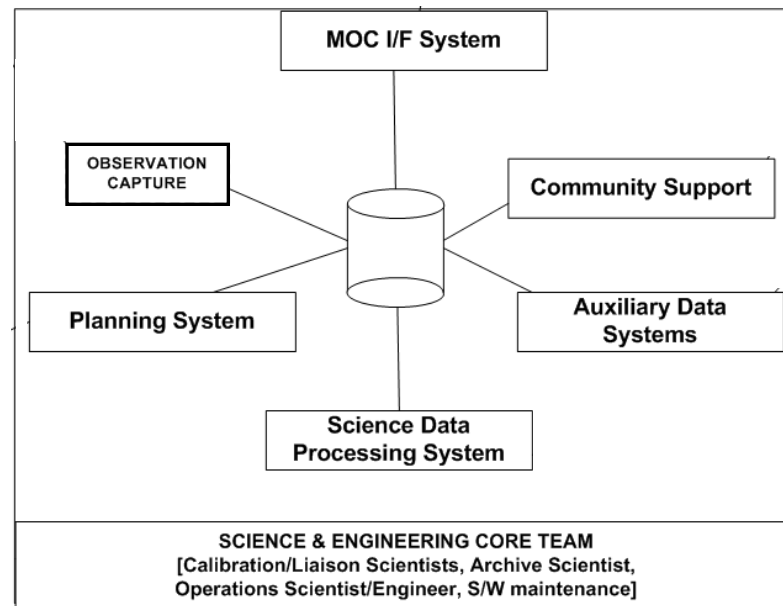 MOC I/F System
OBSERVATION
CAPTURE
Community Support
Planning System
Auxiliary Data
Systems
Science Data
Processing System
SCIENCE & ENGINEERING CORE TEAM
[Calibration/Liaison Scientists, Archive Scientist,
Operations Scientist/Engineer, S/W maintenance]